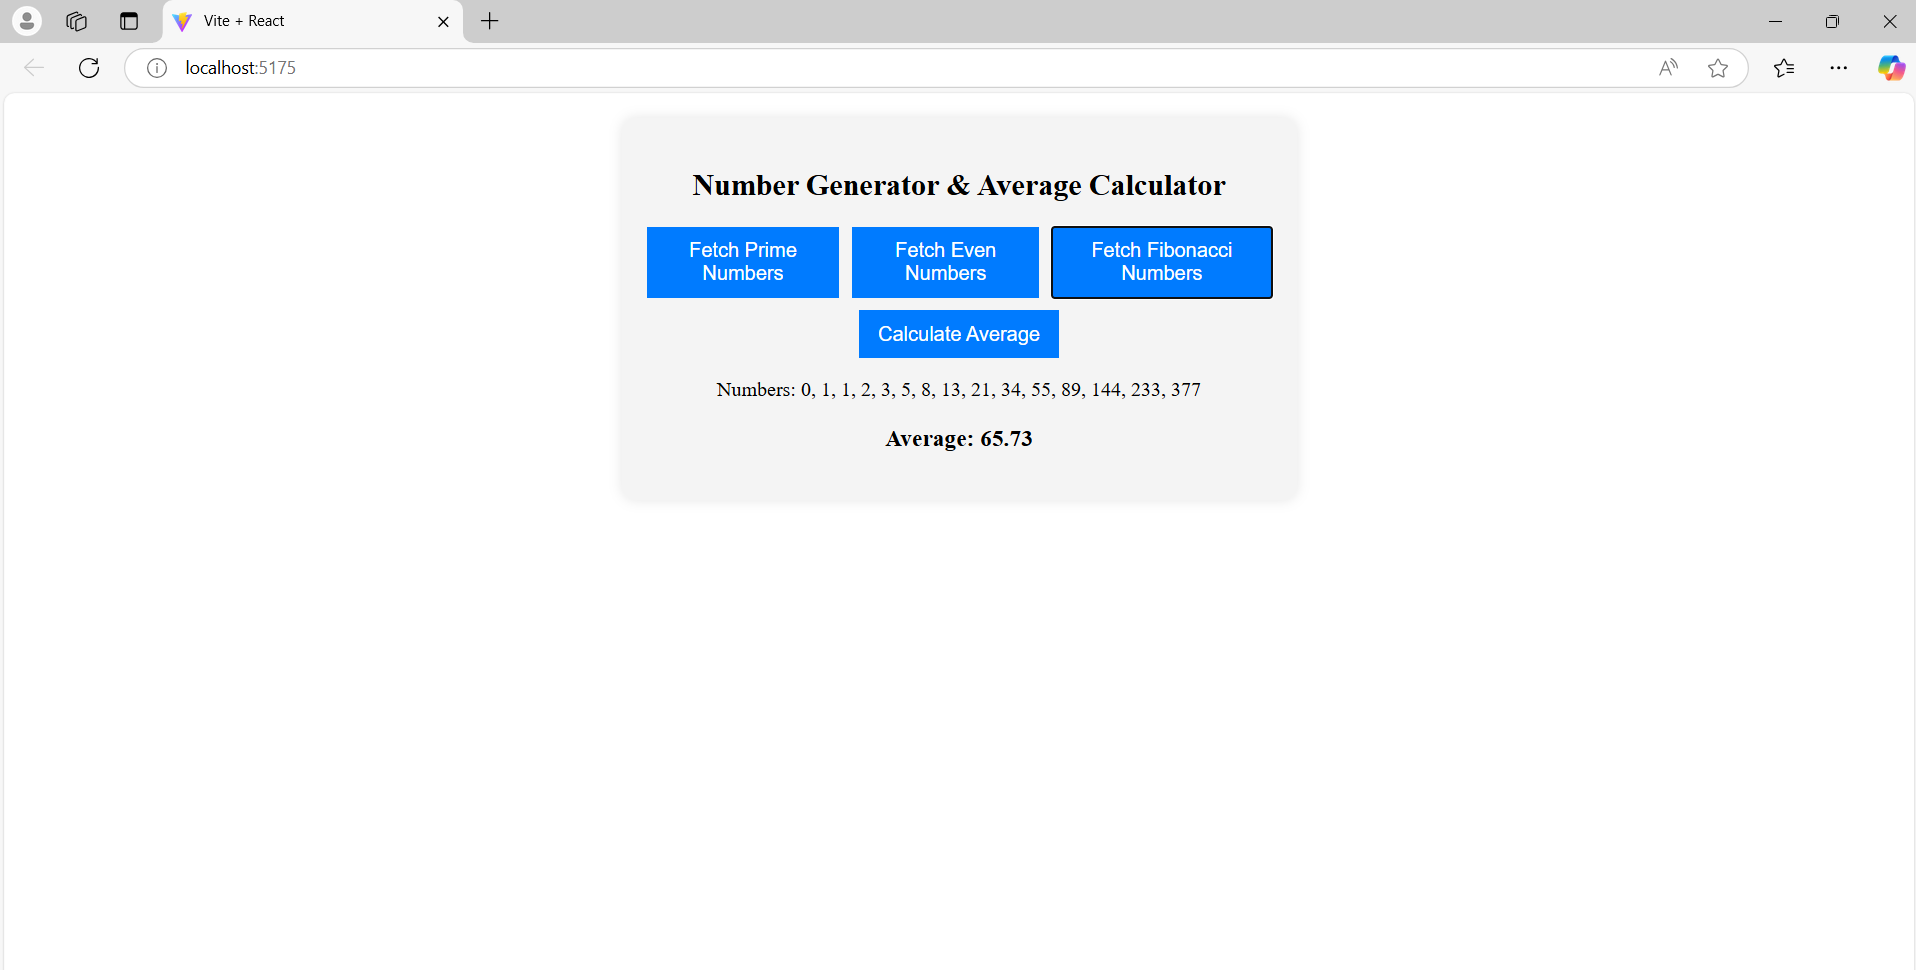 Vite + React
localhost:5175
Number Generator & Average Calculator
Fetch Prime
Numbers
Fetch Even
Numbers
Fetch Fibonacci
Numbers
Calculate Average
Numbers: 0, 1, 1, 2, 3, 5, 8, 13, 21, 34, 55, 89, 144, 233, 377
Average: 65.73